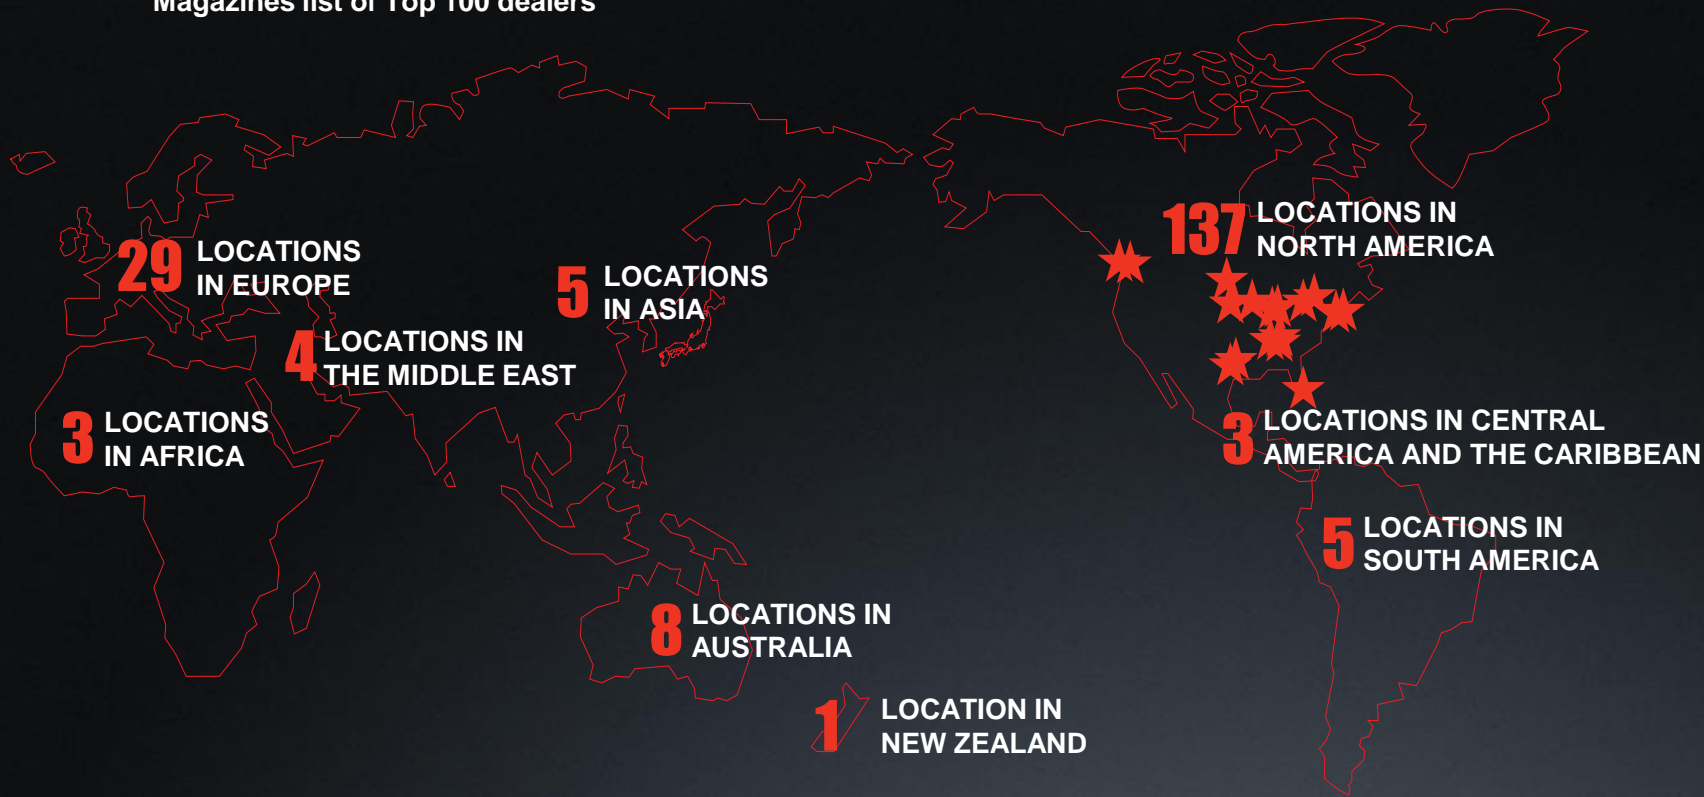 Magazines list of Top 100 dealers
137 LOCATIONS IN
NORTH AMERICA
29 LOCATIONS
IN EUROPE
5 LOCATIONS
IN ASIA
4 LOCATIONS IN
THE MIDDLE EAST
3 LOCATIONS
IN AFRICA
3 LOCATIONS IN CENTRAL
AMERICA AND THE CARIBBEAN
5 LOCATIONS IN
SOUTH AMERICA
8 LOCATIONS IN
AUSTRALIA
1 LOCATION IN
NEW ZEALAND